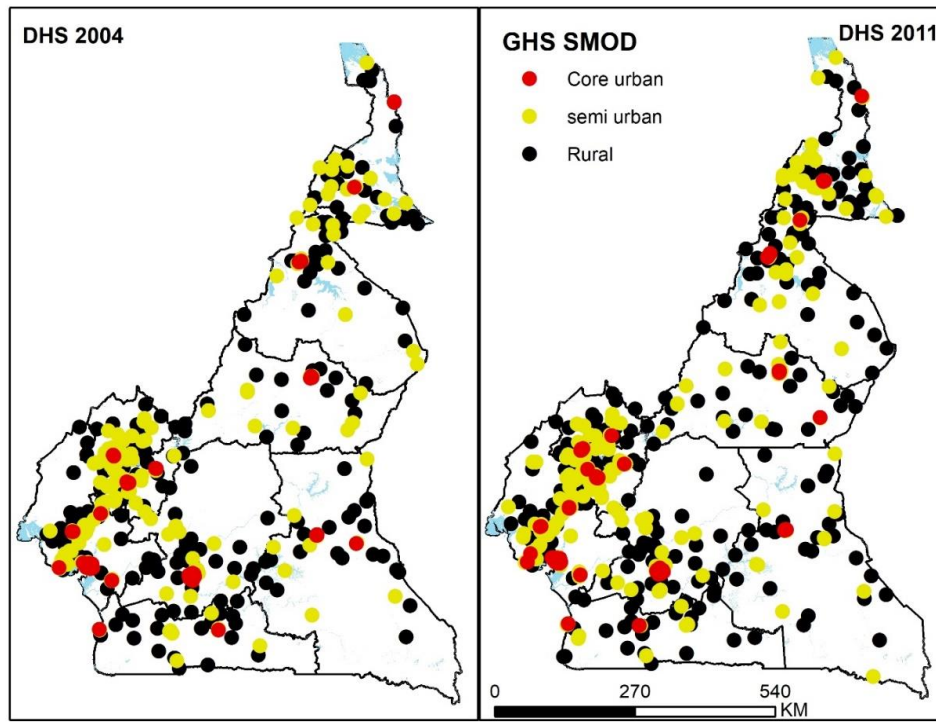 DHS 2004
GHS SMOD
DHS 2011
Core urban
semi urban
Rural
0 270 540
KM